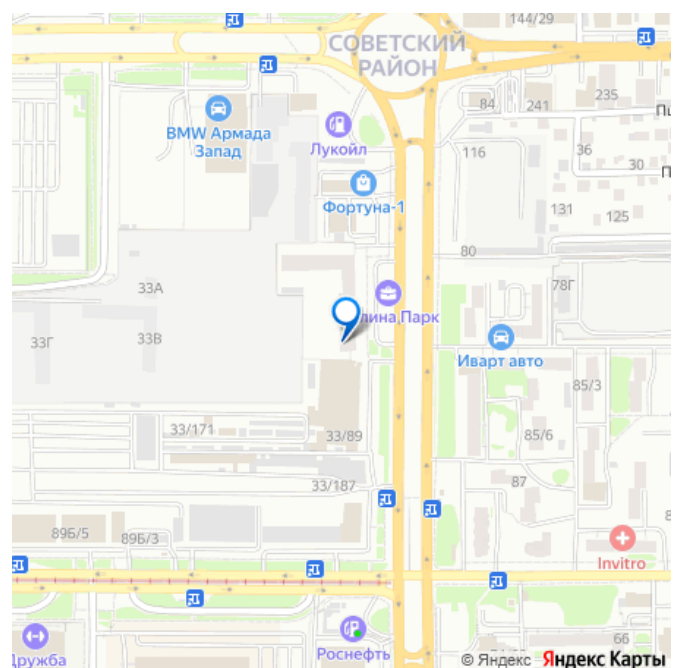 144/29
СОВЕТСКИЙ
РАЙОН
84
241
235
BMW Армада
Запад
Лукойл
116
36
30
Фортуна-1
131
125
80
33А
78Г
лина Парк
33Г
33В
Иварт авто
85/3
33/171
33/89
85/6
33/187
87
89Б/5
89Б/3
Invitro
Роснефть
66
Дружба
© Яндекс Яндекс Карты